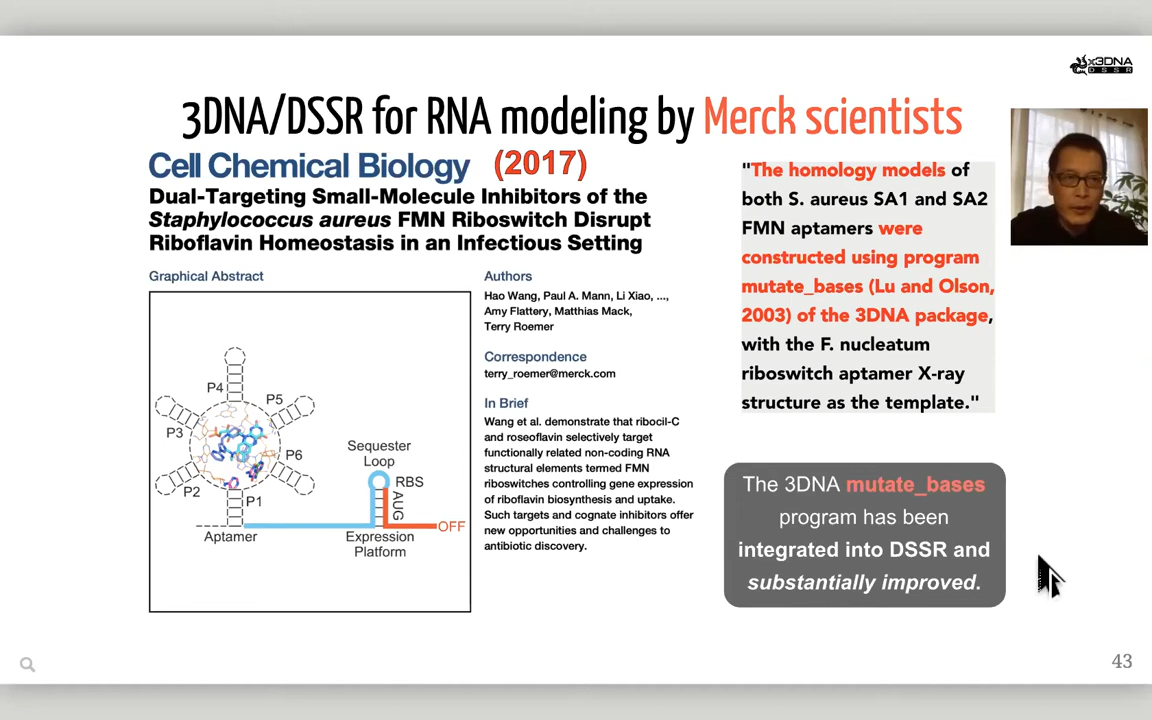 x3DNA
DSSR
3DNA/DSSR for RNA modeling by Merck scientists
Cell Chemical Biology (2017)
Dual-Targeting Small-Molecule Inhibitors of the
Staphylococcus aureus FMN Riboswitch Disrupt
Riboflavin Homeostasis in an Infectious Setting
Graphical Abstract
P4
P5
P3
P6
P2
P1
Aptamer
Sequester
Loop
RBS
AUG
OFF
Expression
Platform
Authors
Hao Wang, Paul A. Mann, Li Xiao, ...,
Amy Flattery, Matthias Mack,
Terry Roemer
Correspondence
terry_roemer@merck.com
In Brief
Wang et al. demonstrate that ribocil-C
and roseoflavin selectively target
functionally related non-coding RNA
structural elements termed FMN
riboswitches controlling gene expression
of riboflavin biosynthesis and uptake.
Such targets and cognate inhibitors offer
new opportunities and challenges to
antibiotic discovery.
"The homology models of
both S. aureus SA1 and SA2
FMN aptamers were
constructed using program
mutate_bases (Lu and Olson,
2003) of the 3DNA package,
with the F. nucleatum
riboswitch aptamer X-ray
structure as the template."
The 3DNA mutate_bases
program has been
integrated into DSSR and
substantially improved.
43